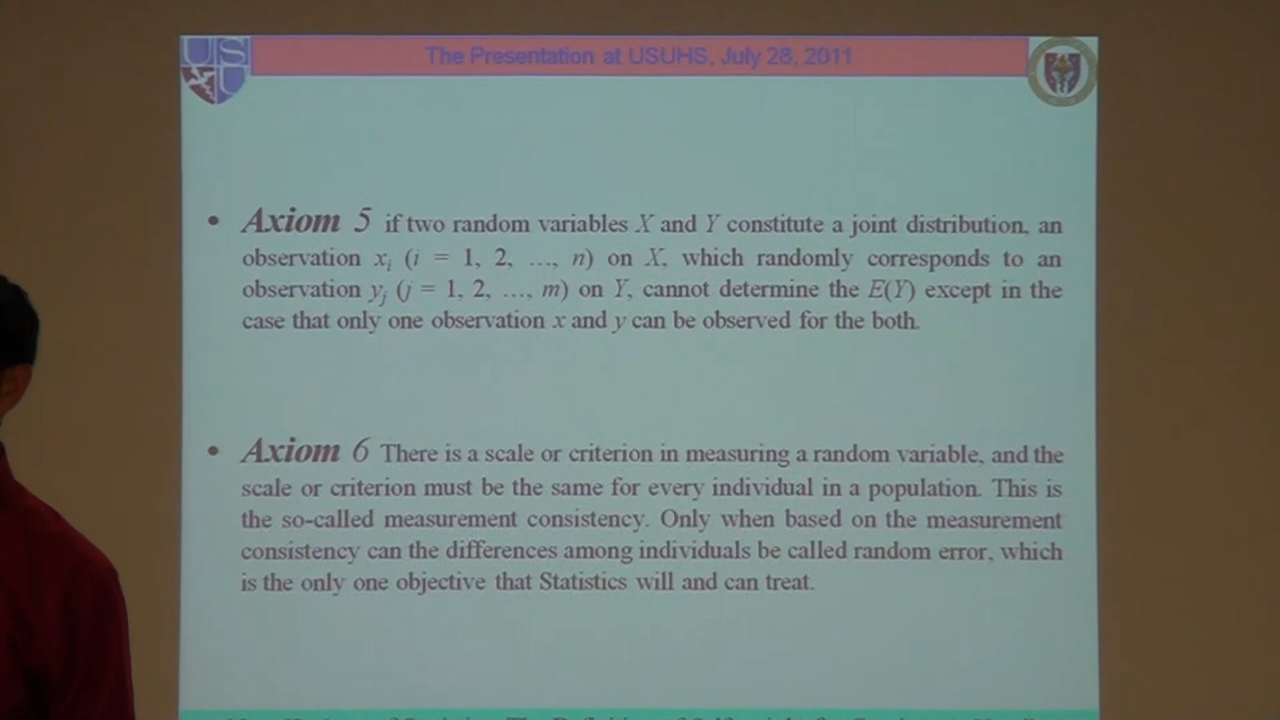 USU
The Presentation at USUHS, July 28, 2011
• Axiom 5 if two random variables X and Y constitute a joint distribution, an
observation xi (i = 1, 2, ..., n) on X, which randomly corresponds to an
observation yj (j = 1, 2, ..., m) on Y, cannot determine the E(Y) except in the
case that only one observation x and y can be observed for the both.
• Axiom 6 There is a scale or criterion in measuring a random variable, and the
scale or criterion must be the same for every individual in a population. This is
the so-called measurement consistency. Only when based on the measurement
consistency can the differences among individuals be called random error, which
is the only one objective that Statistics will and can treat.